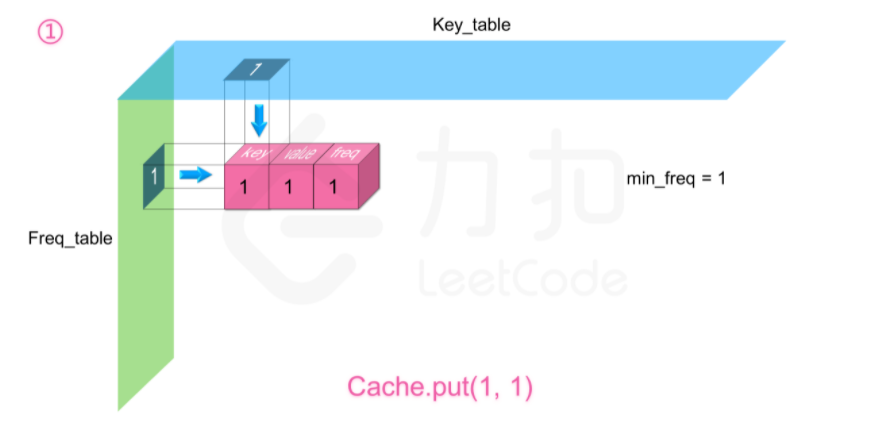 ①
Key_table
1
key value freq
1
1 1 1
min_freq = 1
Freq_table
力扣
LeetCode
Cache.put(1, 1)